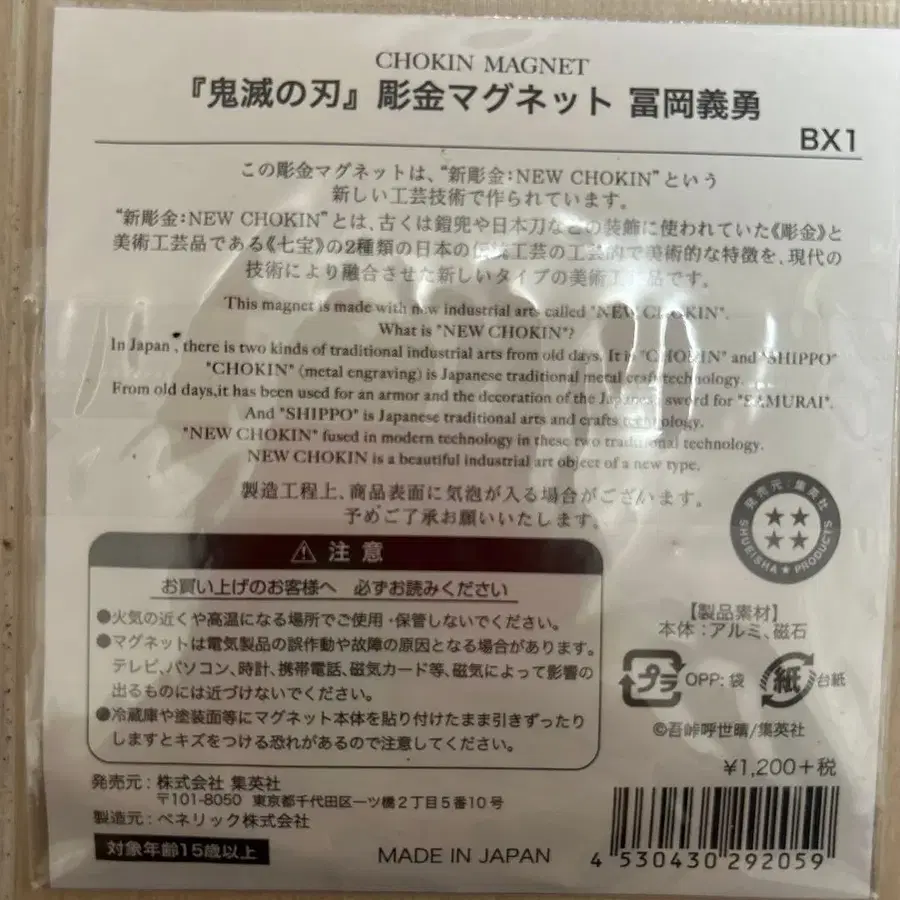 CHOKIN MAGNET
『鬼滅の刃』彫金マグネット 冨岡義勇
BX1
この彫金マグネットは、“新彫金：NEW CHOKIN”という
新しい工芸技術で作られています。
“新彫金：NEW CHOKIN”とは、古くは鎧兜や日本刀などの装飾に使われていた《彫金》と
美術工芸品である《七宝》の2種類の日本の伝統工芸の工芸的で美術的な特徴を、現代の
技術により融合させた新しいタイプの美術工芸品です。
This magnet is made with new industrial arts called "NEW CHOKIN".
What is "NEW CHOKIN"?
In Japan , there is two kinds of traditional industrial arts from old days. It is "CHOKIN" and "SHIPPO"
"CHOKIN" (metal engraving) is Japanese traditional metal craft technology.
From old days,it has been used for an armor and the decoration of the Japanese sword for "SAMURAI".
And "SHIPPO" is Japanese traditional arts and crafts technology.
"NEW CHOKIN" fused in modern technology in these two traditional technology.
NEW CHOKIN is a beautiful industrial art object of a new type.
製造工程上、商品表面に気泡が入る場合がございます。
予めご了承お願いいたします。
発売元：集英社
SHUEISHA★PRODUCTS
⚠ 注意
お買い上げのお客様へ 必ずお読みください
●火気の近くや高温になる場所でご使用・保管しないでください。
●マグネットは電気製品の誤作動や故障の原因となる場合があります。
テレビ、パソコン、時計、携帯電話、磁気カード等、磁気によって影響の
出るものには近づけないでください。
●冷蔵庫や塗装面等にマグネット本体を貼り付けたまま引きずったり
しますとキズをつける恐れがあるので注意してください。
【製品素材】
本体：アルミ、磁石
プラ OPP：袋 紙 台紙
©吾峠呼世晴/集英社
¥1,200+税
発売元：株式会社 集英社
〒101-8050 東京都千代田区一ツ橋2丁目5番10号
製造元：ベネリック株式会社
対象年齢15歳以上
MADE IN JAPAN
4 530430 292059